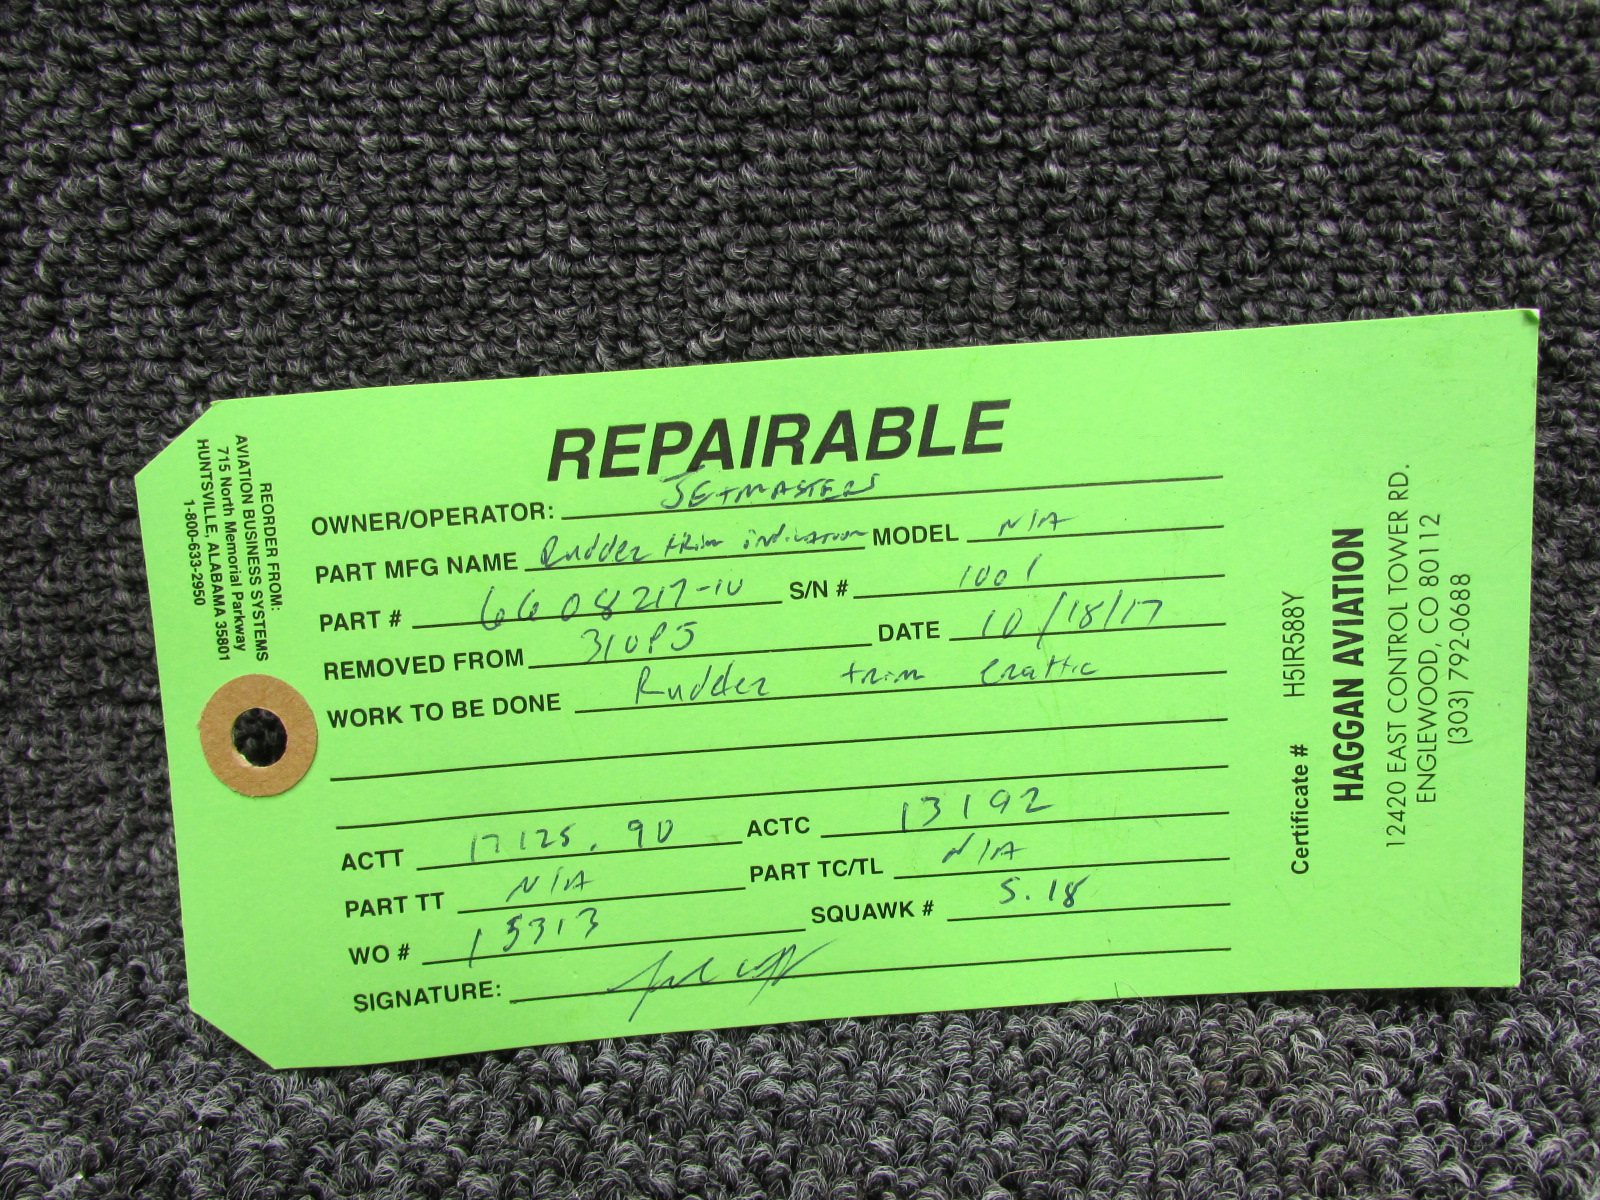 REPAIRABLE
OWNER/OPERATOR: JETMASTERS
PART MFG NAME Rudder trim indication MODEL N/A
PART # 6608217-10 S/N # 1001
REMOVED FROM 310P5 DATE 10/18/17
WORK TO BE DONE Rudder trim erattic
ACTT 17125.90 ACTC 13192
PART TT N/A PART TC/TL N/A
WO # 15313 SQUAWK # 5.18
SIGNATURE:
REORDER FROM:
AVIATION BUSINESS SYSTEMS
715 North Memorial Parkway
HUNTSVILLE, ALABAMA 35801
1-800-633-2950
Certificate # H5IR588Y
HAGGAN AVIATION
12420 EAST CONTROL TOWER RD.
ENGLEWOOD, CO 80112
(303) 792-0688